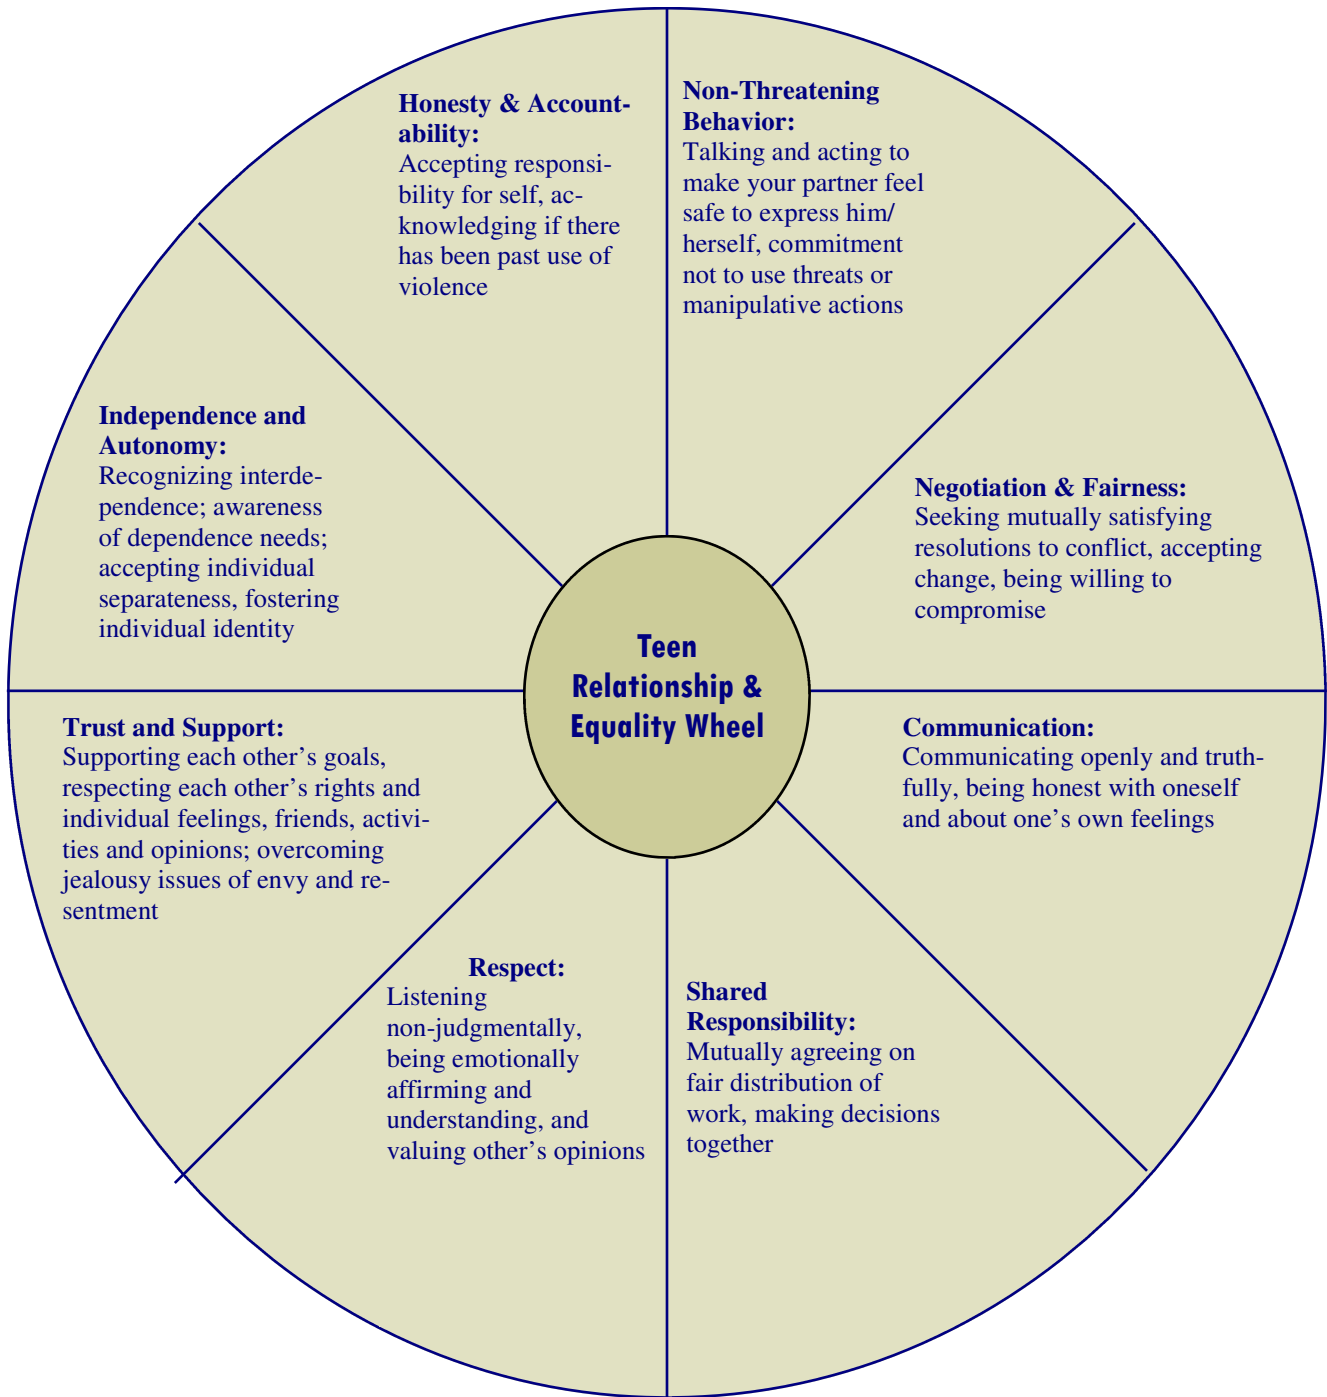 Honesty & Account-
ability:
Accepting responsi-
bility for self, ac-
knowledging if there
has been past use of
violence
Non-Threatening
Behavior:
Talking and acting to
make your partner feel
safe to express him/
herself, commitment
not to use threats or
manipulative actions
Independence and
Autonomy:
Recognizing interde-
pendence; awareness
of dependence needs;
accepting individual
separateness, fostering
individual identity
Negotiation & Fairness:
Seeking mutually satisfying
resolutions to conflict, accepting
change, being willing to
compromise
Teen
Relationship &
Equality Wheel
Trust and Support:
Supporting each other’s goals,
respecting each other’s rights and
individual feelings, friends, activi-
ties and opinions; overcoming
jealousy issues of envy and re-
sentment
Communication:
Communicating openly and truth-
fully, being honest with oneself
and about one’s own feelings
Respect:
Listening
non-judgmentally,
being emotionally
affirming and
understanding, and
valuing other’s opinions
Shared
Responsibility:
Mutually agreeing on
fair distribution of
work, making decisions
together